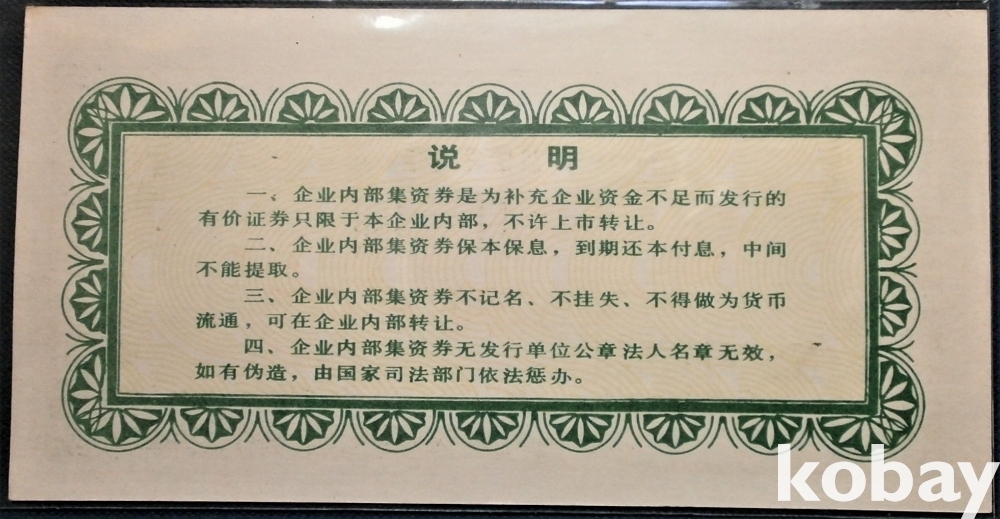 说 明
一、企业内部集资券是为补充企业资金不足而发行的
有价证券只限于本企业内部，不许上市转让。
二、企业内部集资券保本保息，到期还本付息，中间
不能提取。
三、企业内部集资券不记名、不挂失、不得做为货币
流通，可在企业内部转让。
四、企业内部集资券无发行单位公章法人名章无效，
如有伪造，由国家司法部门依法惩办。
kobay